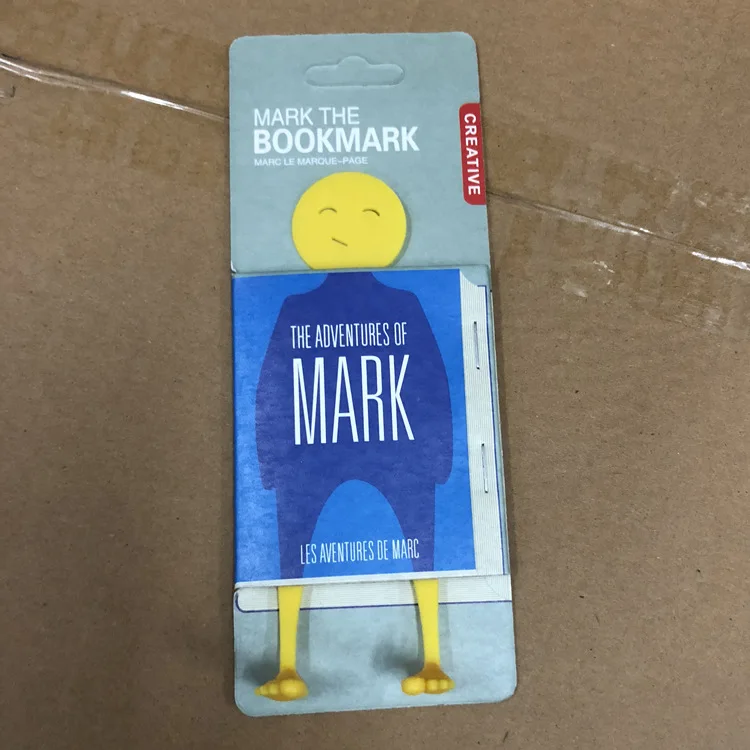 MARK THE
BOOKMARK
MARC LE MARQUE-PAGE
CREATIVE
THE ADVENTURES OF
MARK
LES AVENTURES DE MARC